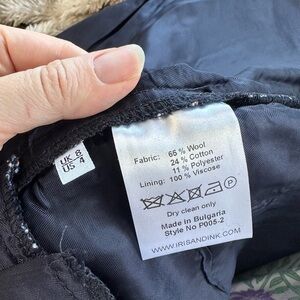 UK 8
US 4
Fabric: 65 % Wool
24 % Cotton
11 % Polyester
Lining: 100 % Viscose
P
Dry clean only
Made in Bulgaria
Style No P005-2
WWW.IRISANDINK.COM